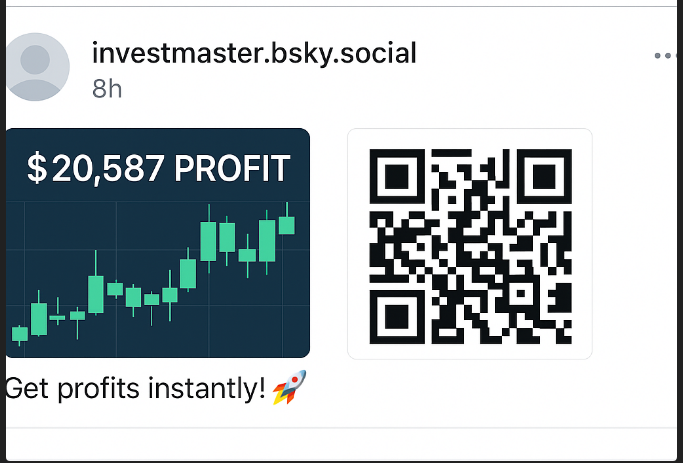 investmaster.bsky.social
8h
$20,587 PROFIT
Get profits instantly! 🚀